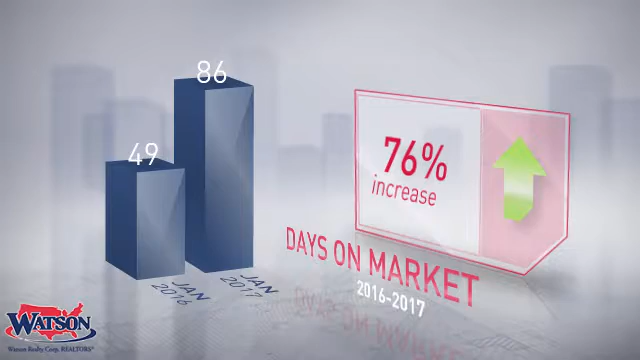 86
49
76%
increase
DAYS ON MARKET
2016-2017
JAN
2016
JAN
2017
WATSON
Watson Realty Corp. REALTORS®